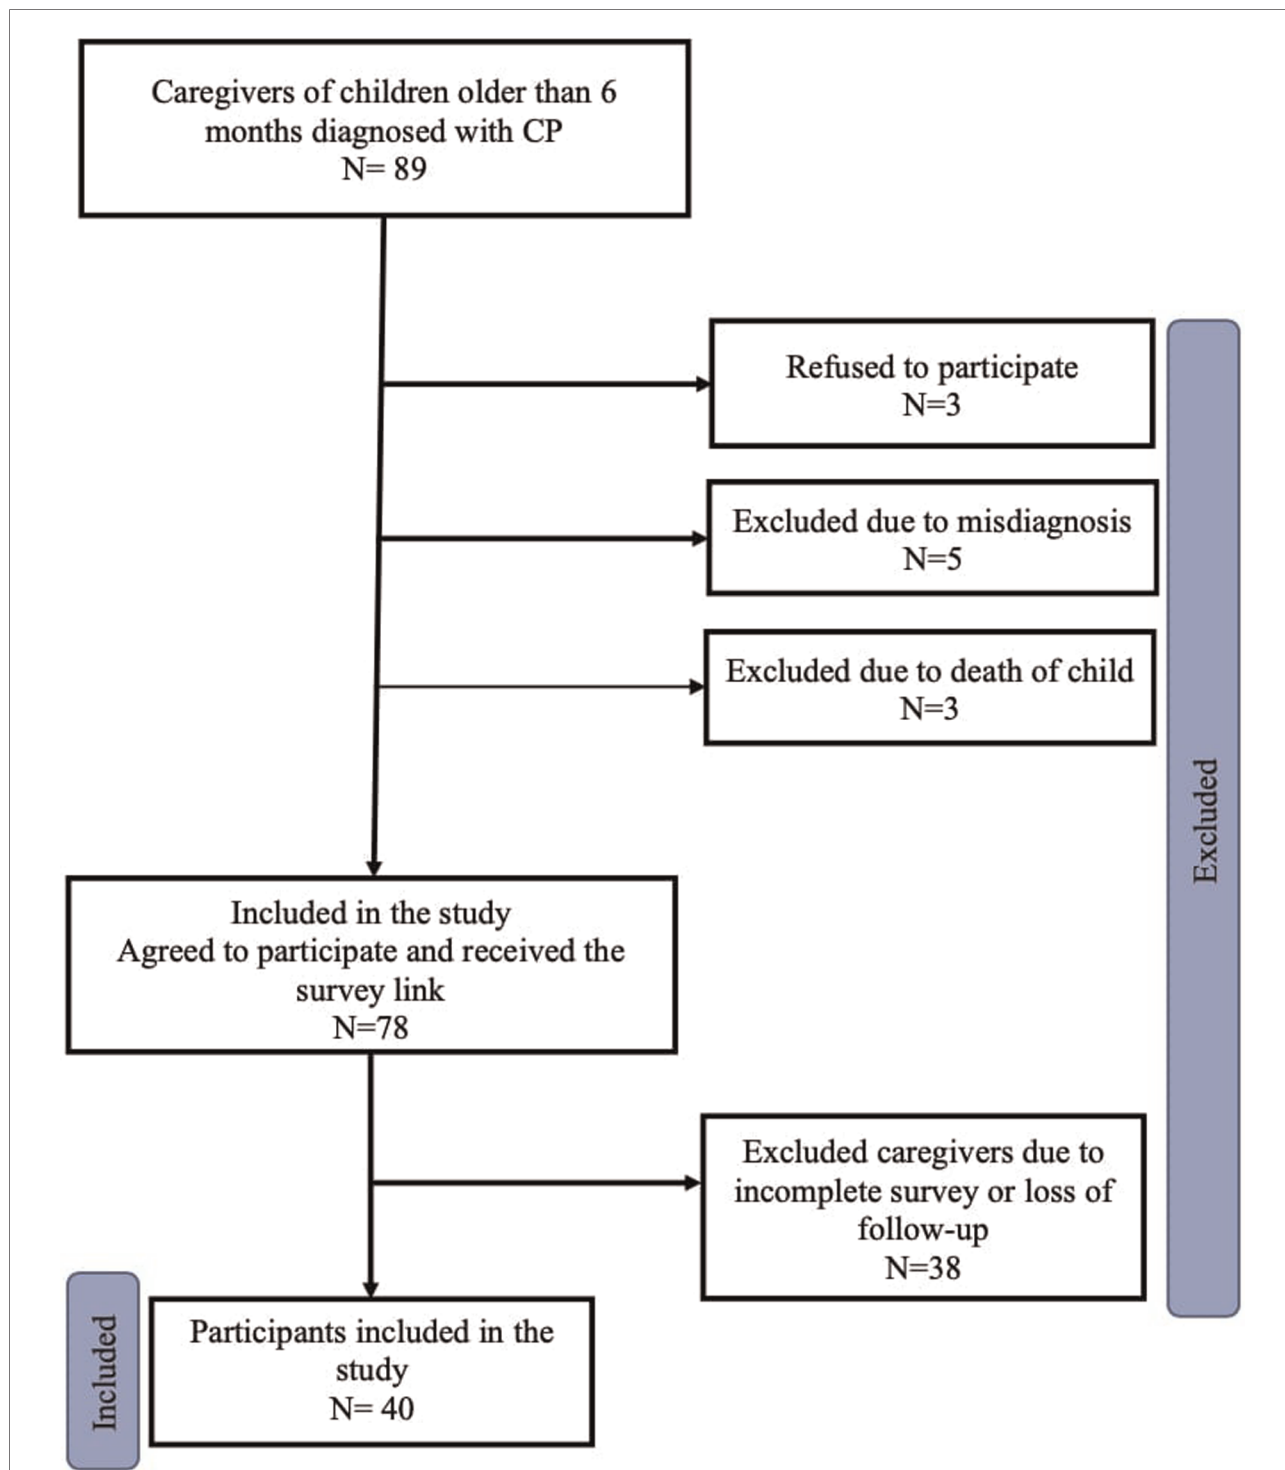 Caregivers of children older than 6
months diagnosed with CP
N= 89
Refused to participate
N=3
Excluded due to misdiagnosis
N=5
Excluded due to death of child
N=3
Excluded
Included in the study
Agreed to participate and received the
survey link
N=78
Excluded caregivers due to
incomplete survey or loss of
follow-up
N=38
Included
Participants included in the
study
N= 40